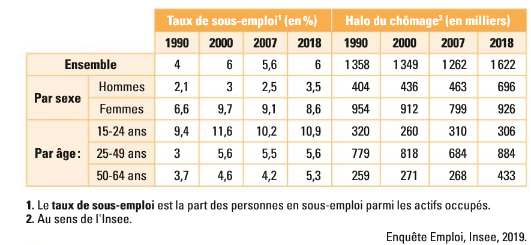 Taux de sous-emploi¹ (en %) Halo du chômage² (en milliers)
1990 2000 2007 2018 1990 2000 2007 2018
Ensemble 4 6 5,6 6 1 358 1 349 1 262 1 622
Par sexe
Hommes 2,1 3 2,5 3,5 404 436 463 696
Femmes 6,6 9,7 9,1 8,6 954 912 799 926
Par âge :
15-24 ans 9,4 11,6 10,2 10,9 320 260 310 306
25-49 ans 3 5,6 5,5 5,6 779 818 684 884
50-64 ans 3,7 4,6 4,2 5,3 259 271 268 433
1. Le taux de sous-emploi est la part des personnes en sous-emploi parmi les actifs occupés.
2. Au sens de l'Insee.
Enquête Emploi, Insee, 2019.